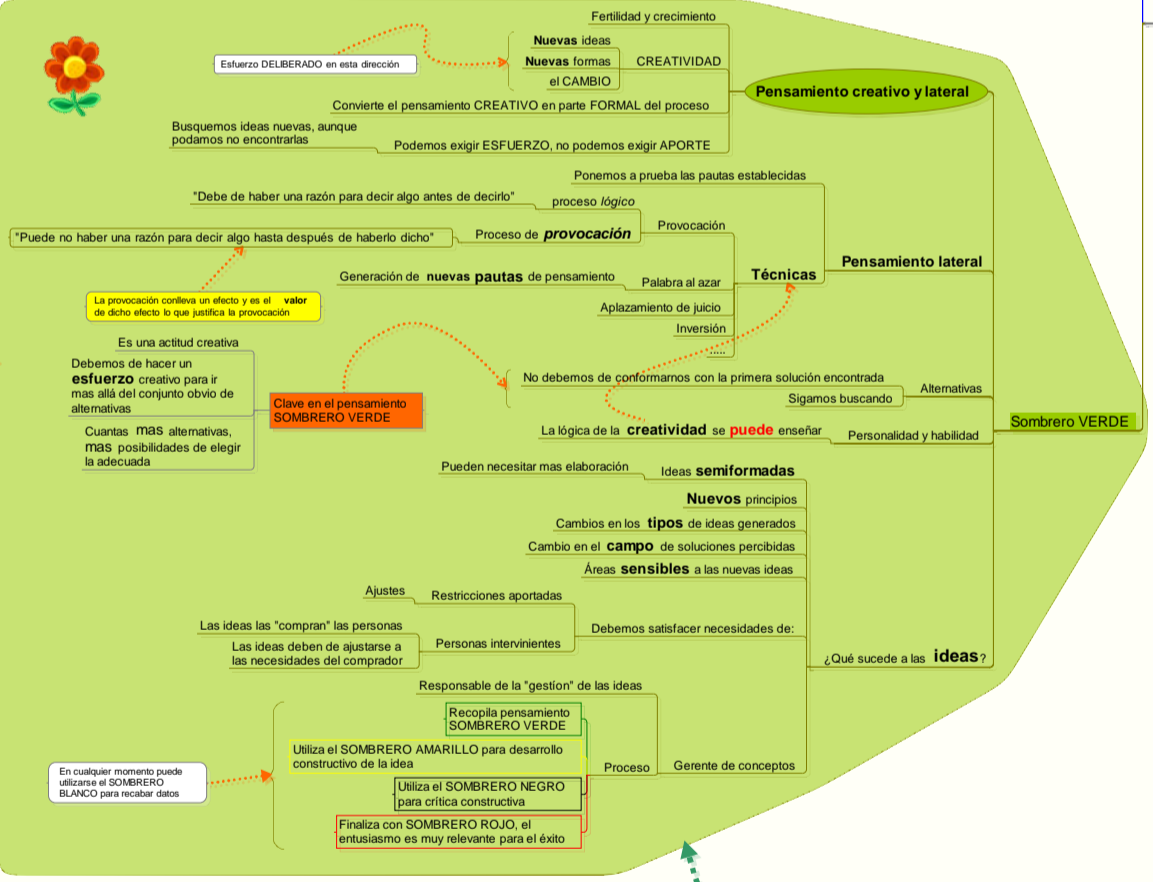 Fertilidad y crecimiento
Nuevas ideas
Nuevas formas
el CAMBIO
CREATIVIDAD
Esfuerzo DELIBERADO en esta dirección
Pensamiento creativo y lateral
Convierte el pensamiento CREATIVO en parte FORMAL del proceso
Busquemos ideas nuevas, aunque
podamos no encontrarlas
Podemos exigir ESFUERZO, no podemos exigir APORTE
Ponemos a prueba las pautas establecidas
"Debe de haber una razón para decir algo antes de decirlo"
proceso lógico
"Puede no haber una razón para decir algo hasta después de haberlo dicho"
Proceso de provocación
Provocación
Pensamiento lateral
Técnicas
Generación de nuevas pautas de pensamiento
Palabra al azar
La provocación conlleva un efecto y es el valor
de dicho efecto lo que justifica la provocación
Aplazamiento de juicio
Inversión
.....
Es una actitud creativa
Debemos de hacer un
esfuerzo creativo para ir
mas allá del conjunto obvio de
alternativas
Cuantas mas alternativas,
mas posibilidades de elegir
la adecuada
Clave en el pensamiento
SOMBRERO VERDE
No debemos de conformarnos con la primera solución encontrada
Sigamos buscando
Alternativas
La lógica de la creatividad se puede enseñar
Personalidad y habilidad
Sombrero VERDE
Pueden necesitar mas elaboración
Ideas semiformadas
Nuevos principios
Cambios en los tipos de ideas generados
Cambio en el campo de soluciones percibidas
Áreas sensibles a las nuevas ideas
Ajustes
Restricciones aportadas
Las ideas las "compran" las personas
Las ideas deben de ajustarse a
las necesidades del comprador
Personas intervinientes
Debemos satisfacer necesidades de:
¿Qué sucede a las ideas?
Responsable de la "gestíon" de las ideas
Recopila pensamiento
SOMBRERO VERDE
Utiliza el SOMBRERO AMARILLO para desarrollo
constructivo de la idea
Utiliza el SOMBRERO NEGRO
para crítica constructiva
Finaliza con SOMBRERO ROJO, el
entusiasmo es muy relevante para el éxito
Proceso
Gerente de conceptos
En cualquier momento puede
utilizarse el SOMBRERO
BLANCO para recabar datos